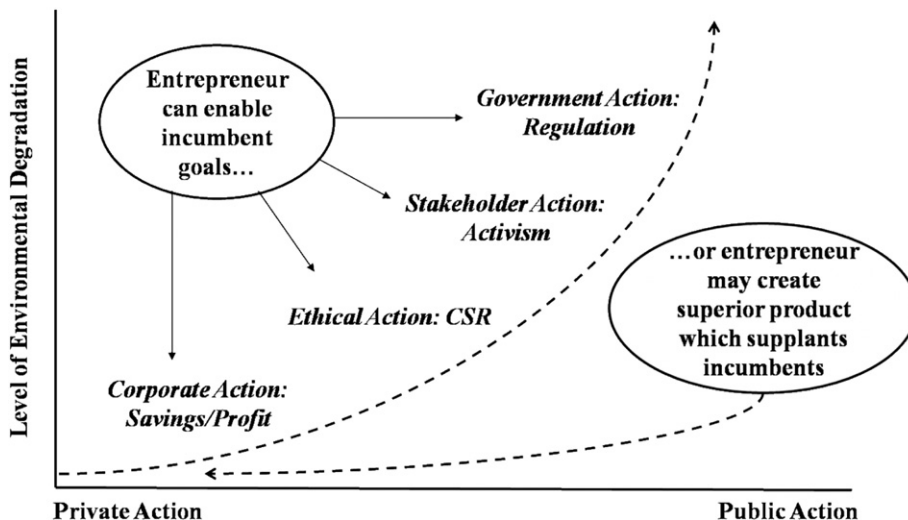 Level of Environmental Degradation
Entrepreneur
can enable
incumbent
goals…
Government Action:
Regulation
Stakeholder Action:
Activism
Ethical Action: CSR
Corporate Action:
Savings/Profit
…or entrepreneur
may create
superior product
which supplants
incumbents
Private Action
Public Action